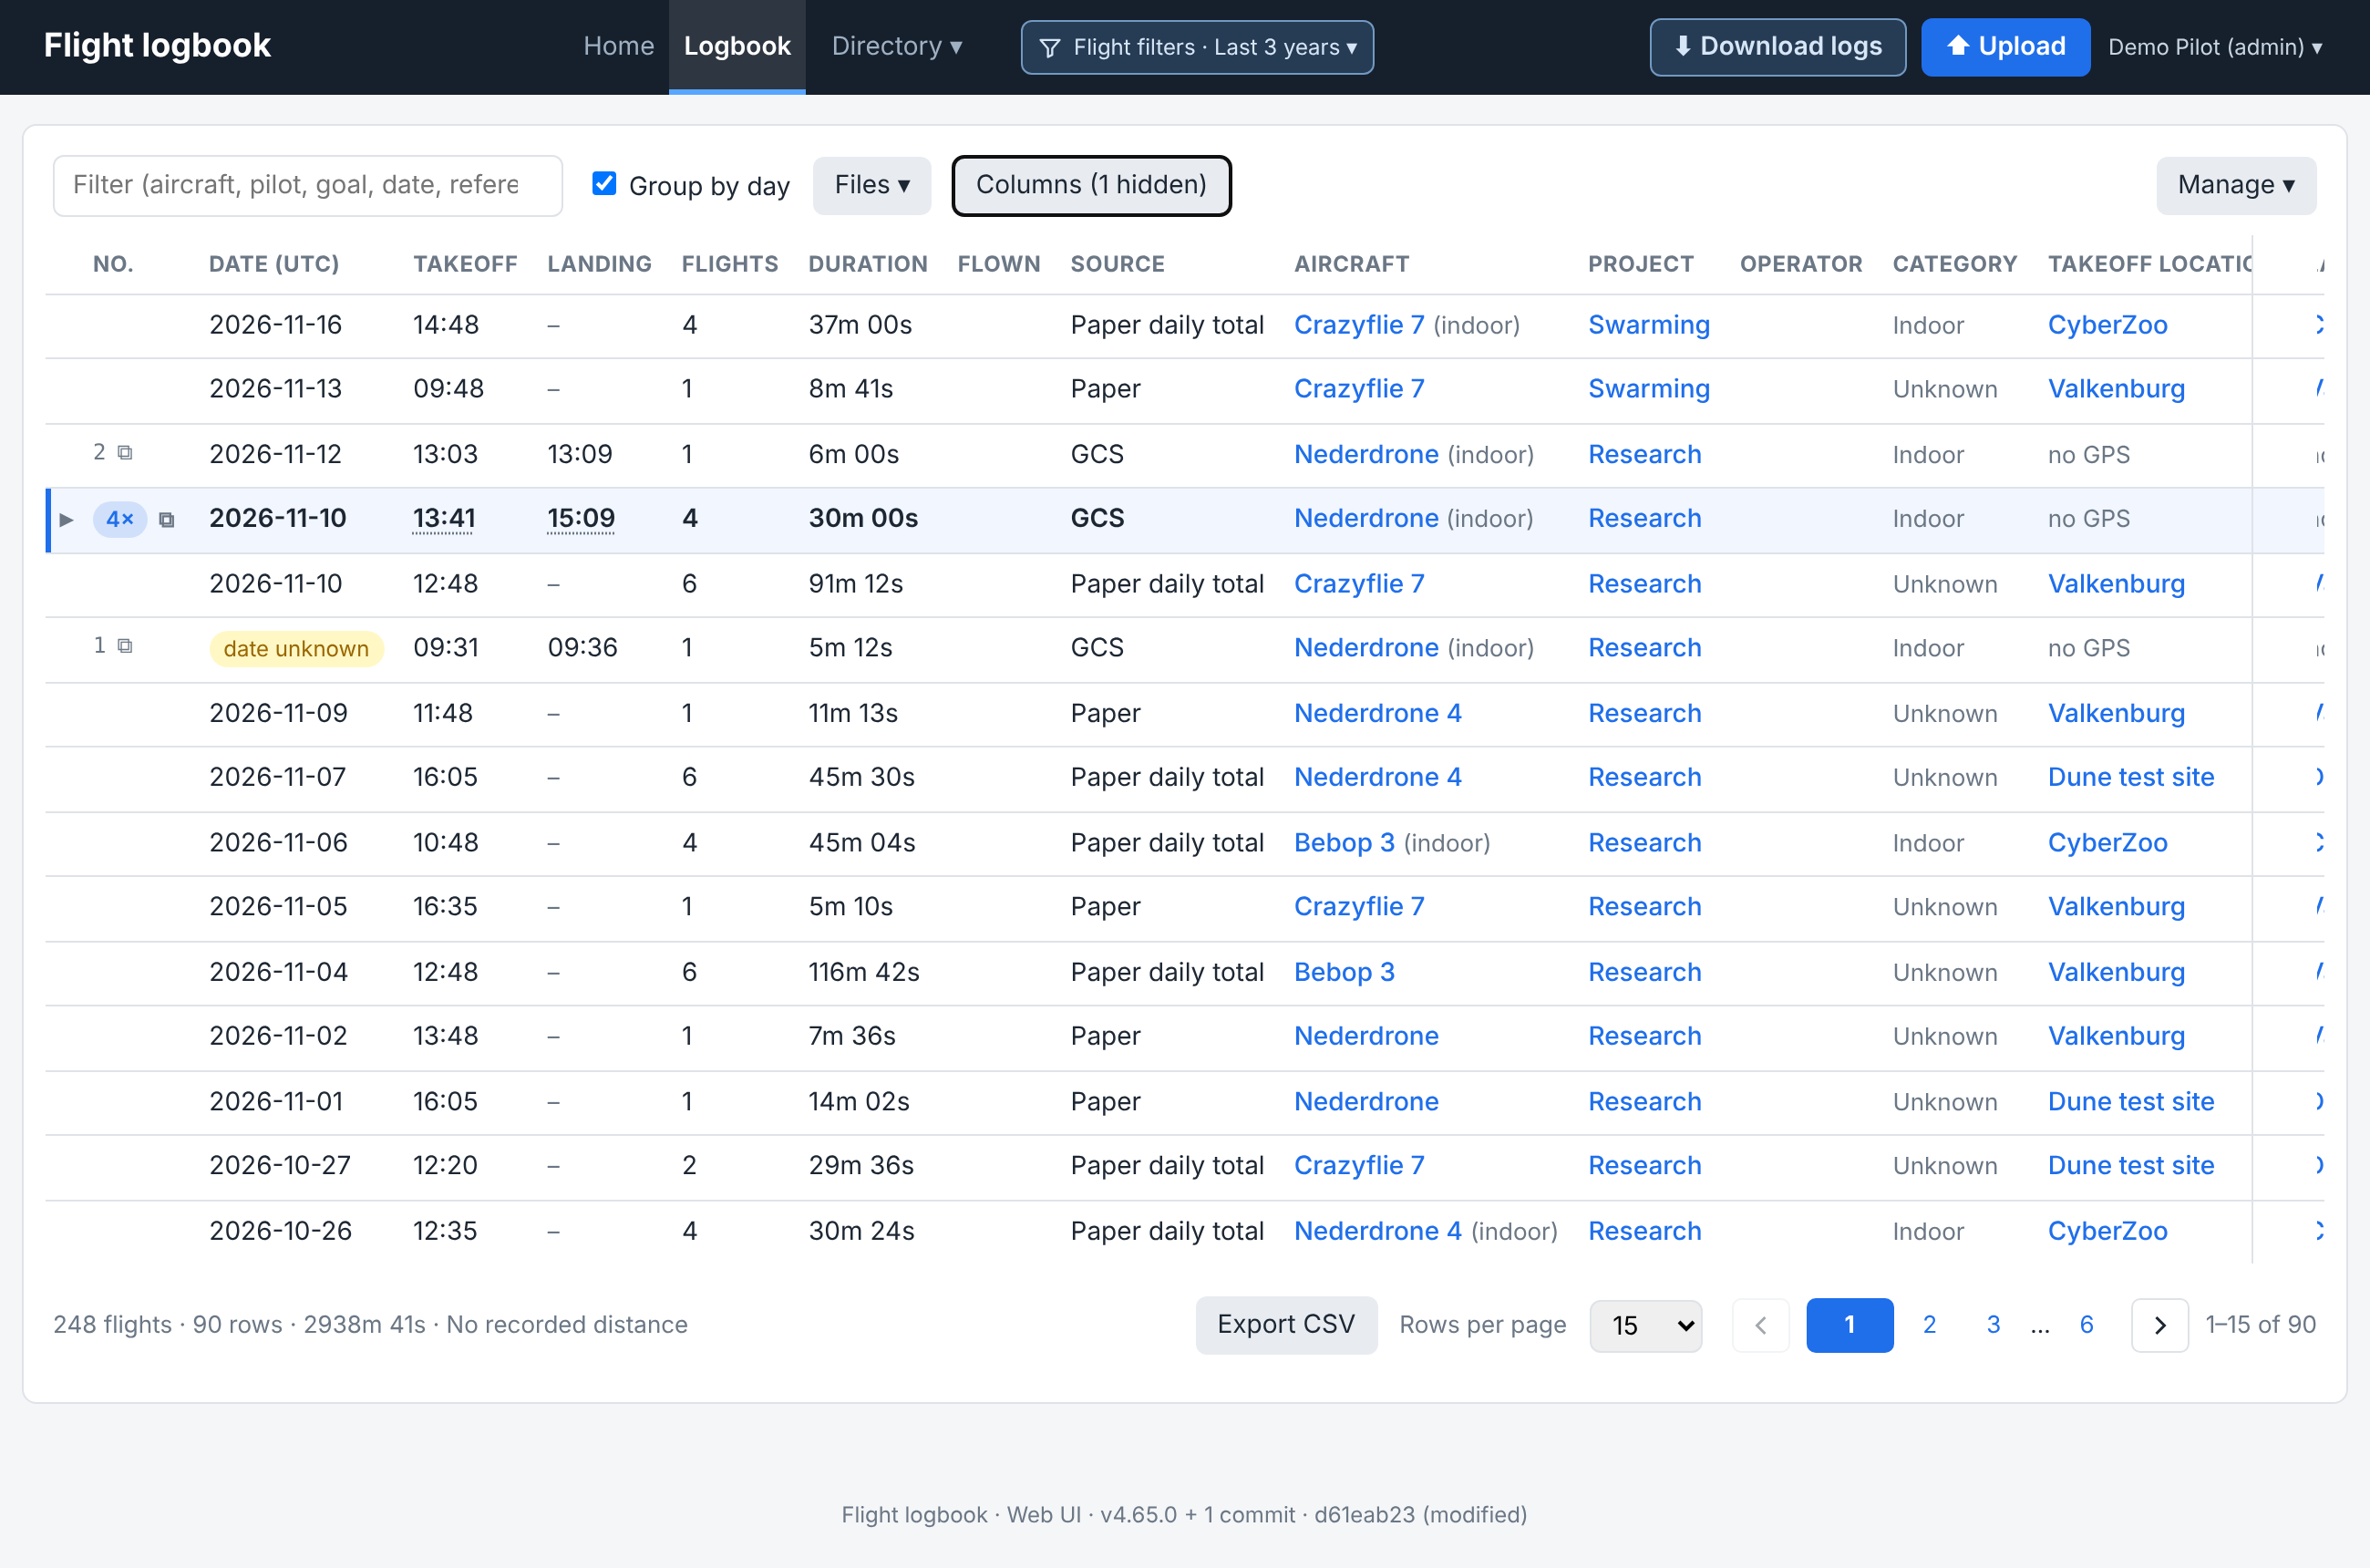 Flight logbook Home Logbook Directory ▾ Flight filters · Last 3 years ▾ ⬇ Download logs ⬆ Upload Demo Pilot (admin) ▾
Filter (aircraft, pilot, goal, date, refere Group by day Files ▾ Columns (1 hidden) Manage ▾
NO. DATE (UTC) TAKEOFF LANDING FLIGHTS DURATION FLOWN SOURCE AIRCRAFT PROJECT OPERATOR CATEGORY TAKEOFF LOCATIO
2026-11-16 14:48 – 4 37m 00s Paper daily total Crazyflie 7 (indoor) Swarming Indoor CyberZoo
2026-11-13 09:48 – 1 8m 41s Paper Crazyflie 7 Swarming Unknown Valkenburg
2 2026-11-12 13:03 13:09 1 6m 00s GCS Nederdrone (indoor) Research Indoor no GPS
▶ 4× 2026-11-10 13:41 15:09 4 30m 00s GCS Nederdrone (indoor) Research Indoor no GPS
2026-11-10 12:48 – 6 91m 12s Paper daily total Crazyflie 7 Research Unknown Valkenburg
1 date unknown 09:31 09:36 1 5m 12s GCS Nederdrone (indoor) Research Indoor no GPS
2026-11-09 11:48 – 1 11m 13s Paper Nederdrone 4 Research Unknown Valkenburg
2026-11-07 16:05 – 6 45m 30s Paper daily total Nederdrone 4 Research Unknown Dune test site
2026-11-06 10:48 – 4 45m 04s Paper daily total Bebop 3 (indoor) Research Indoor CyberZoo
2026-11-05 16:35 – 1 5m 10s Paper Crazyflie 7 Research Unknown Valkenburg
2026-11-04 12:48 – 6 116m 42s Paper daily total Bebop 3 Research Unknown Valkenburg
2026-11-02 13:48 – 1 7m 36s Paper Nederdrone Research Unknown Valkenburg
2026-11-01 16:05 – 1 14m 02s Paper Nederdrone Research Unknown Dune test site
2026-10-27 12:20 – 2 29m 36s Paper daily total Crazyflie 7 Research Unknown Dune test site
2026-10-26 12:35 – 4 30m 24s Paper daily total Nederdrone 4 (indoor) Research Indoor CyberZoo
248 flights · 90 rows · 2938m 41s · No recorded distance Export CSV Rows per page 15 1 2 3 … 6 1–15 of 90
Flight logbook · Web UI · v4.65.0 + 1 commit · d61eab23 (modified)